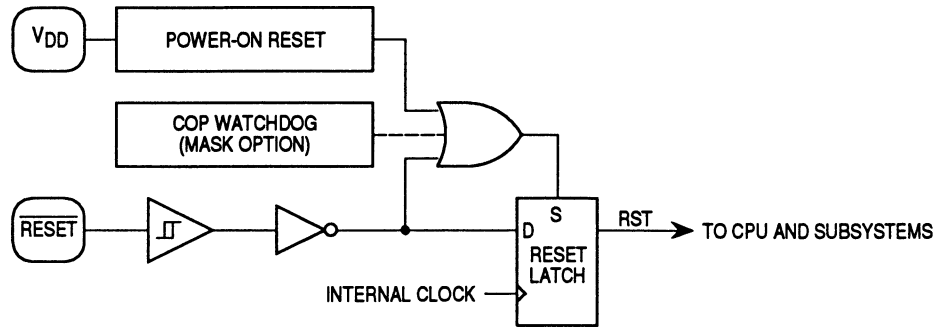 VDD
POWER-ON RESET
COP WATCHDOG
(MASK OPTION)
RESET
S
D
RESET
LATCH
RST
TO CPU AND SUBSYSTEMS
INTERNAL CLOCK